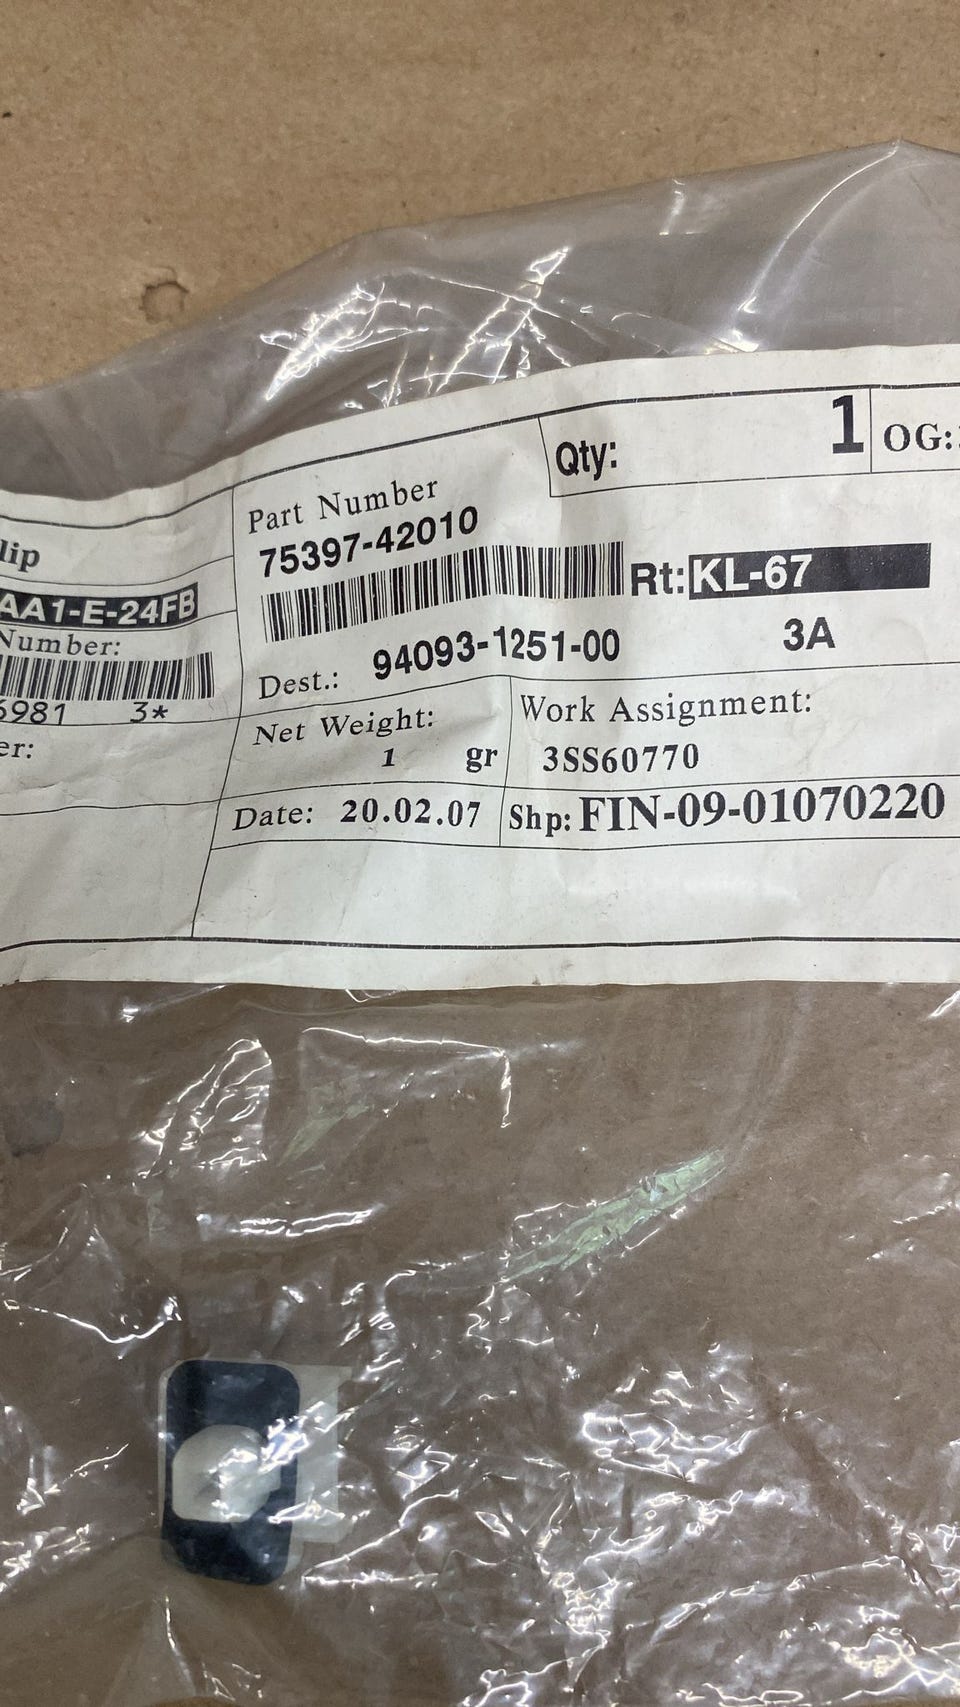 Qty: 1
OG:
Part Number
75397-42010
Rt: KL-67
Dest.: 94093-1251-00 3A
Net Weight:
1 gr
Work Assignment:
3SS60770
Date: 20.02.07
Shp: FIN-09-01070220
lip
AA1-E-24FB
Number:
6981 3*
er: